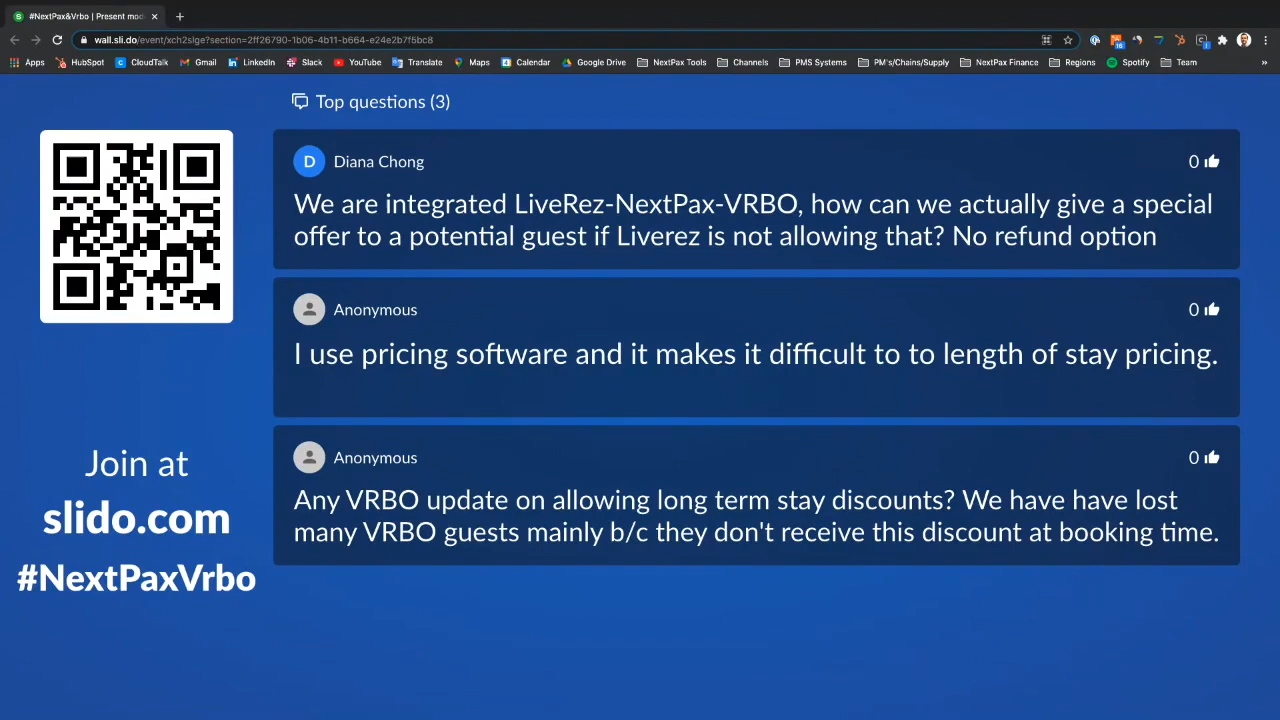 #NextPax&Vrbo | Present mod
wall.sli.do/event/xch2slge?section=2ff26790-1b06-4b11-b664-e24e2b7f5bc8
Apps HubSpot CloudTalk Gmail LinkedIn Slack YouTube Translate Maps Calendar Google Drive NextPax Tools Channels PMS Systems PM's/Chains/Supply NextPax Finance Regions Spotify Team
Top questions (3)
D Diana Chong 0
We are integrated LiveRez-NextPax-VRBO, how can we actually give a special
offer to a potential guest if Liverez is not allowing that? No refund option
Anonymous 0
I use pricing software and it makes it difficult to to length of stay pricing.
Anonymous 0
Any VRBO update on allowing long term stay discounts? We have have lost
many VRBO guests mainly b/c they don't receive this discount at booking time.
Join at
slido.com
#NextPaxVrbo